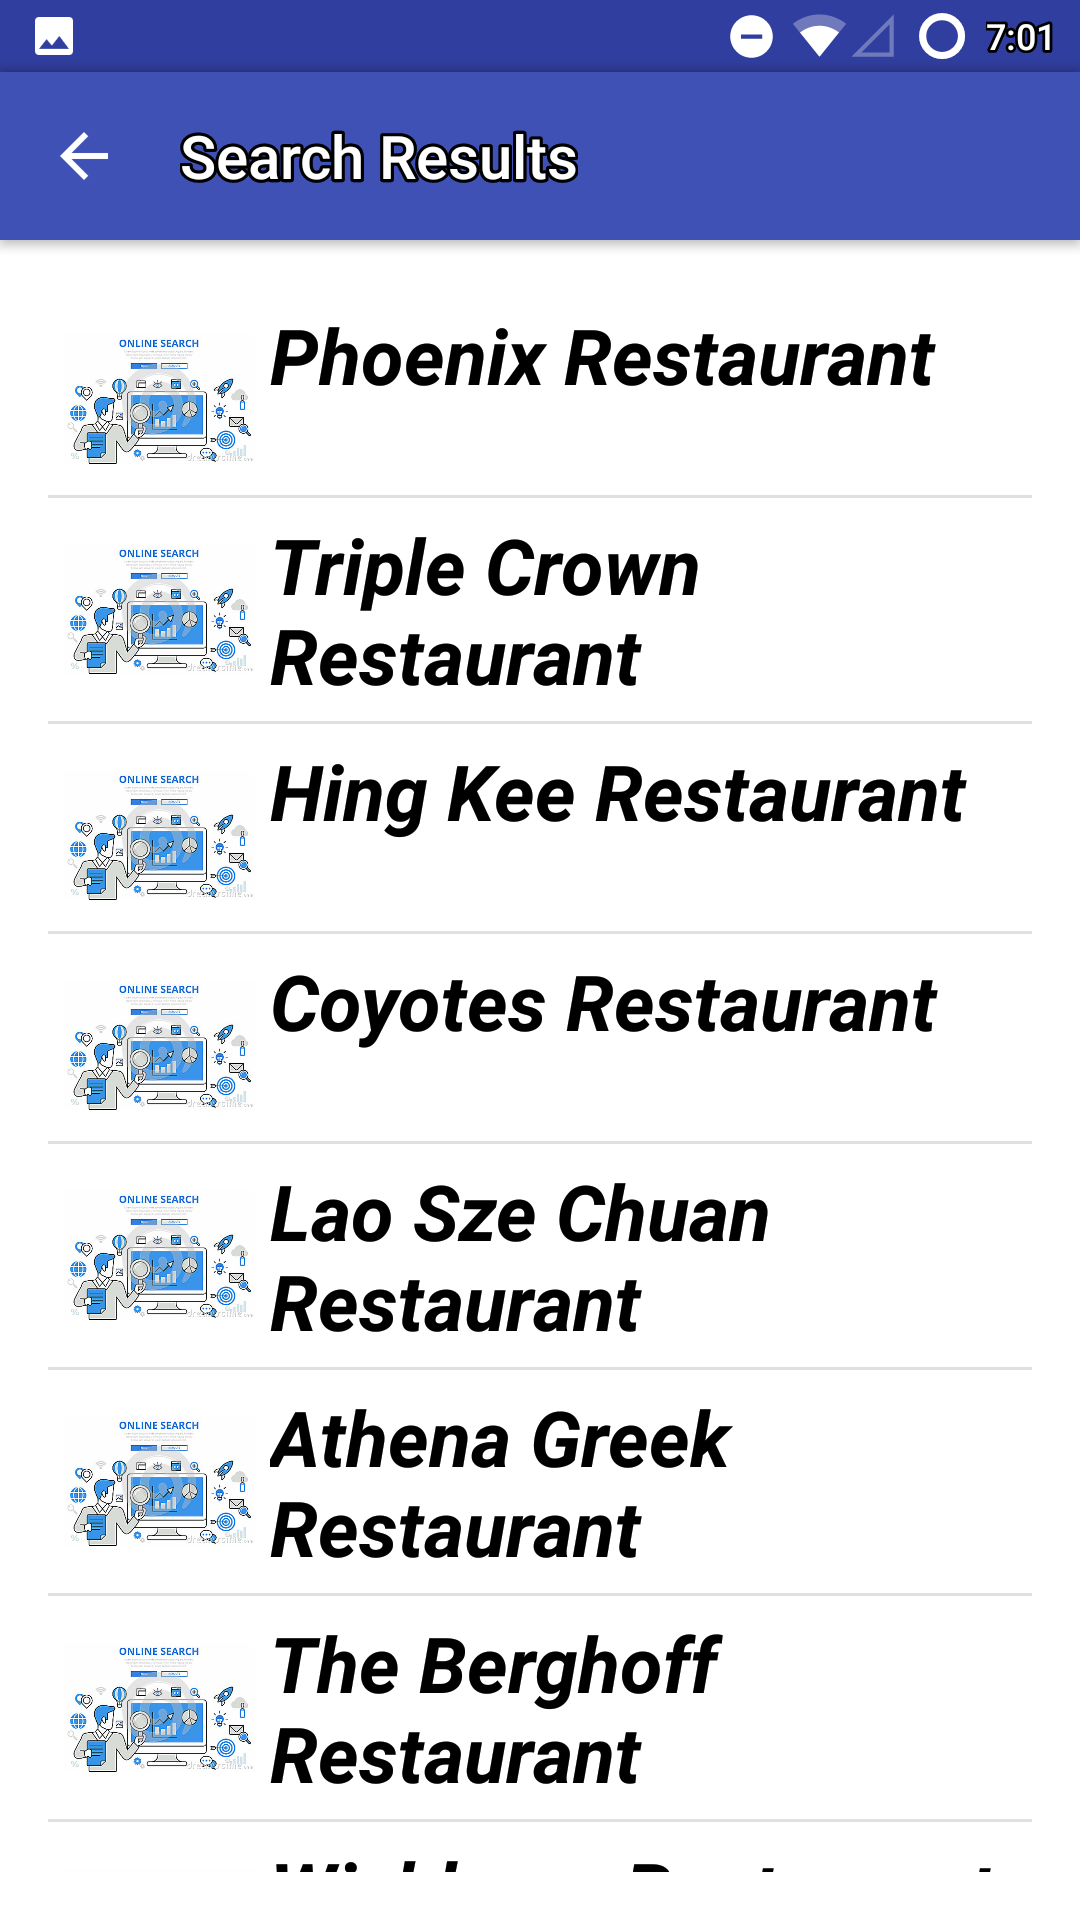 7:01
Search Results
ONLINE SEARCH
Phoenix Restaurant
ONLINE SEARCH
Triple Crown
Restaurant
ONLINE SEARCH
Hing Kee Restaurant
ONLINE SEARCH
Coyotes Restaurant
ONLINE SEARCH
Lao Sze Chuan
Restaurant
ONLINE SEARCH
Athena Greek
Restaurant
ONLINE SEARCH
The Berghoff
Restaurant